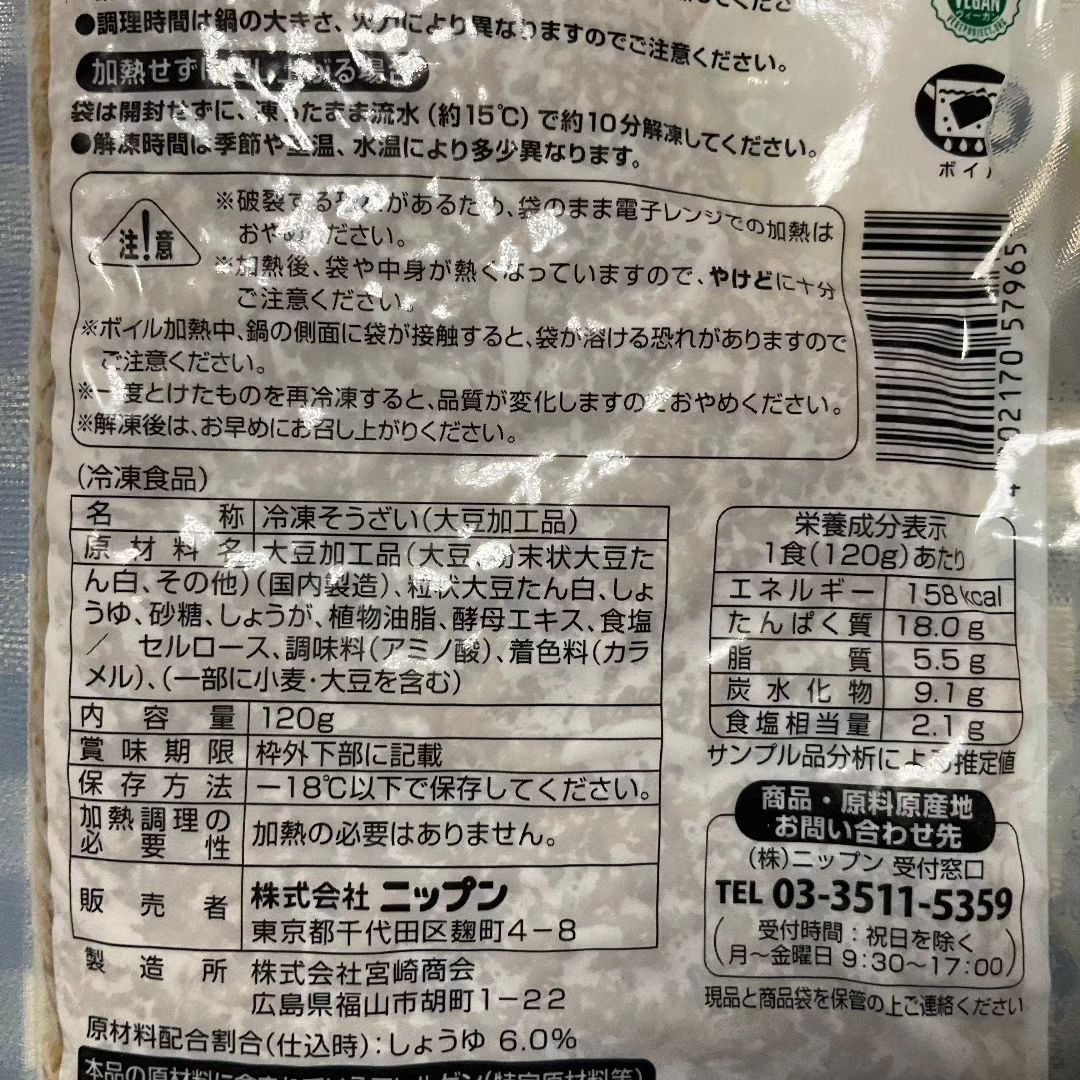 ●調理時間は鍋の大きさ、火力により異なりますのでご注意ください。
加熱せずに召し上がる場合
袋は開封せずに、凍ったまま流水(約15℃)で約10分解凍してください。
●解凍時間は季節や室温、水温により多少異なります。
VEGAN
ヴィーガン
VEGEPROJECT.ORG
注!意
※破裂する恐れがあるため、袋のまま電子レンジでの加熱は
おやめください。
※加熱後、袋や中身が熱くなっていますので、やけどに十分
ご注意ください。
※ボイル加熱中、鍋の側面に袋が接触すると、袋が溶ける恐れがありますので
ご注意ください。
※一度とけたものを再冷凍すると、品質が変化しますのでおやめください。
※解凍後は、お早めにお召し上がりください。
4 902170 57965
(冷凍食品)
名称 冷凍そうざい(大豆加工品)
原材料名 大豆加工品(大豆、粉末状大豆た
ん白、その他)(国内製造)、粒状大豆たん白、しょ
うゆ、砂糖、しょうが、植物油脂、酵母エキス、食塩
/ セルロース、調味料(アミノ酸)、着色料(カラ
メル)、(一部に小麦・大豆を含む)
内容量 120g
賞味期限 枠外下部に記載
保存方法 −18℃以下で保存してください。
加熱調理の
必要性 加熱の必要はありません。
販売者 株式会社 ニップン
東京都千代田区麹町4−8
製造所 株式会社宮崎商会
広島県福山市胡町1−22
原材料配合割合(仕込時):しょうゆ 6.0%
栄養成分表示
1食(120g)あたり
エネルギー 158kcal
たんぱく質 18.0g
脂質 5.5g
炭水化物 9.1g
食塩相当量 2.1g
サンプル品分析による推定値
商品・原料原産地
お問い合わせ先
(株)ニップン 受付窓口
TEL 03-3511-5359
受付時間:祝日を除く
月〜金曜日 9:30〜17:00
現品と商品袋を保管の上ご連絡ください